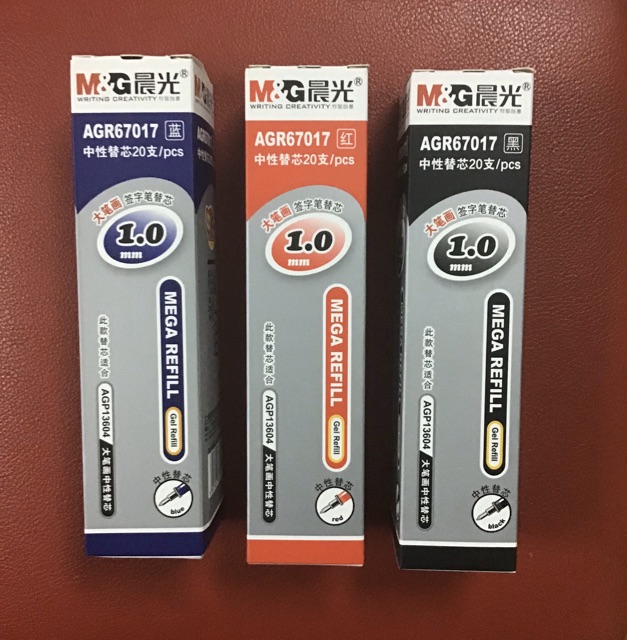 M&G晨光®
WRITING CREATIVITY
AGR67017 蓝
中性替芯20支/pcs
大笔画 签字笔替芯
1.0
mm
MEGA REFILL
Gel Refill
此款替芯适合
AGP13604 大笔画中性替芯
中性替芯
blue
M&G晨光®
WRITING CREATIVITY
AGR67017 红
中性替芯20支/pcs
大笔画 签字笔替芯
1.0
mm
MEGA REFILL
Gel Refill
此款替芯适合
AGP13604 大笔画中性替芯
中性替芯
red
M&G晨光®
WRITING CREATIVITY
AGR67017 黑
中性替芯20支/pcs
大笔画 签字笔替芯
1.0
mm
MEGA REFILL
Gel Refill
此款替芯适合
AGP13604 大笔画中性替芯
中性替芯
black